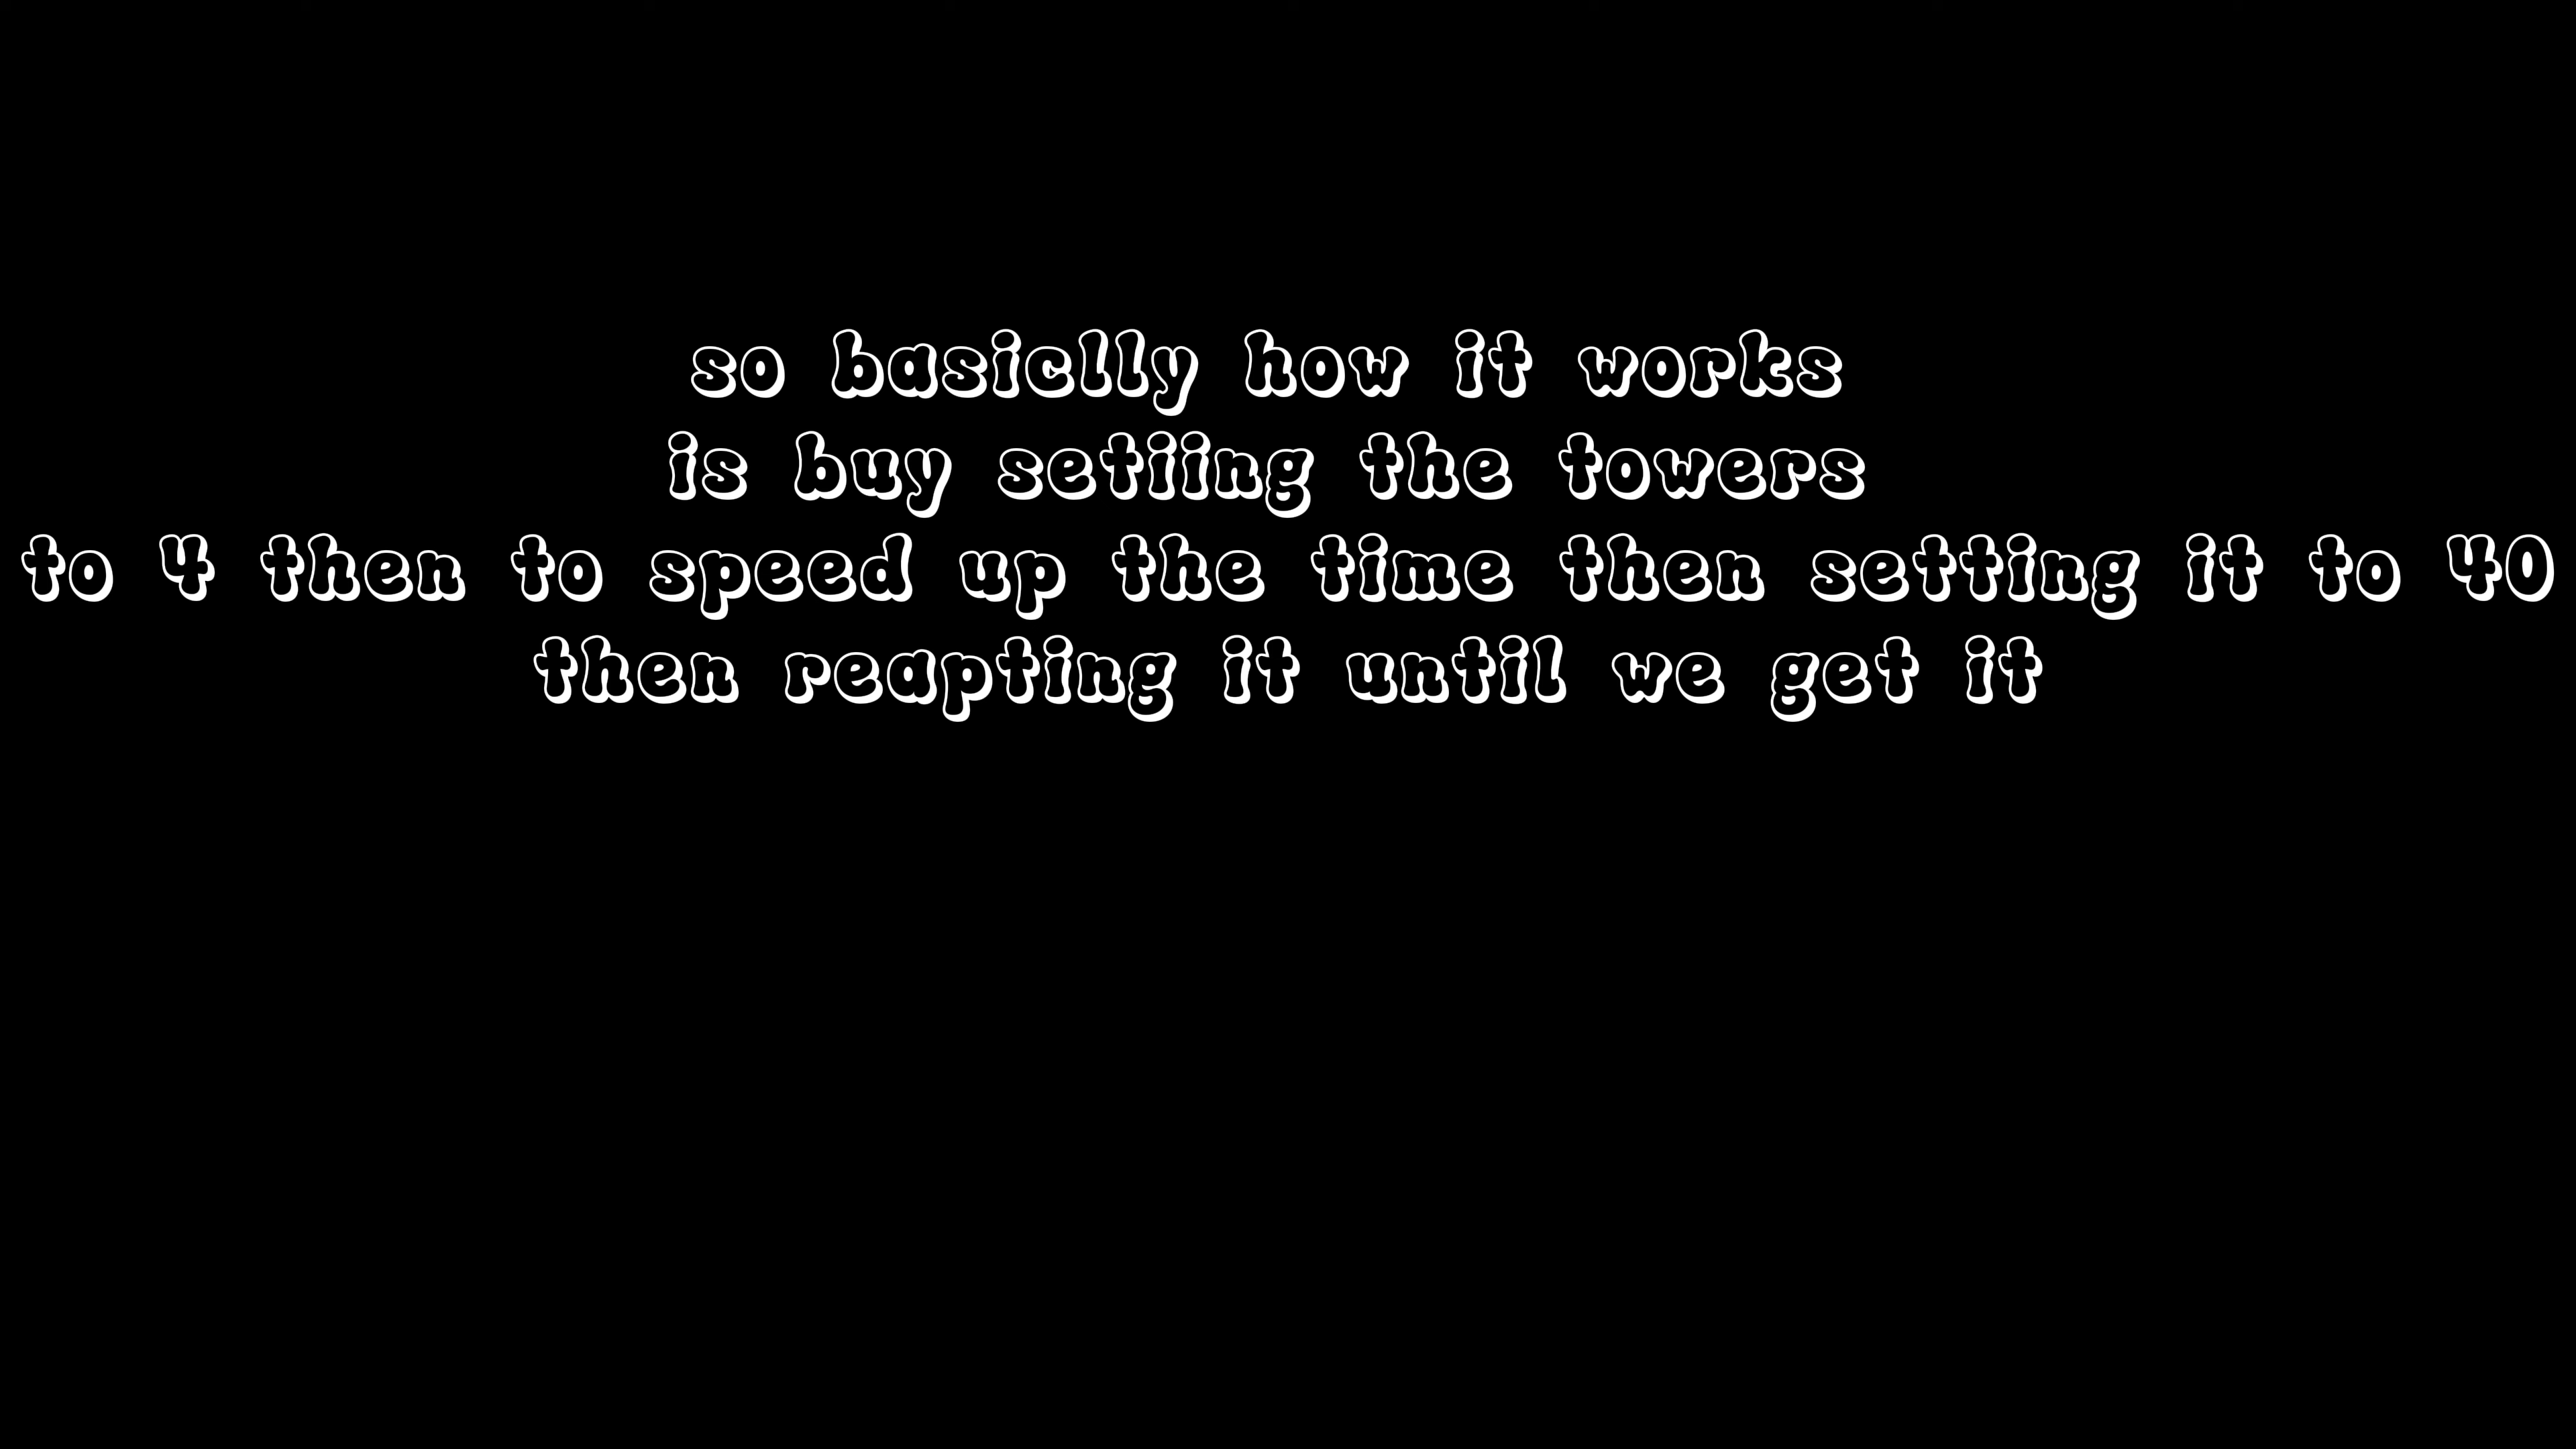 so basiclly how it works
is buy setiing the towers
to 4 then to speed up the time then setting it to 40
then reapting it until we get it